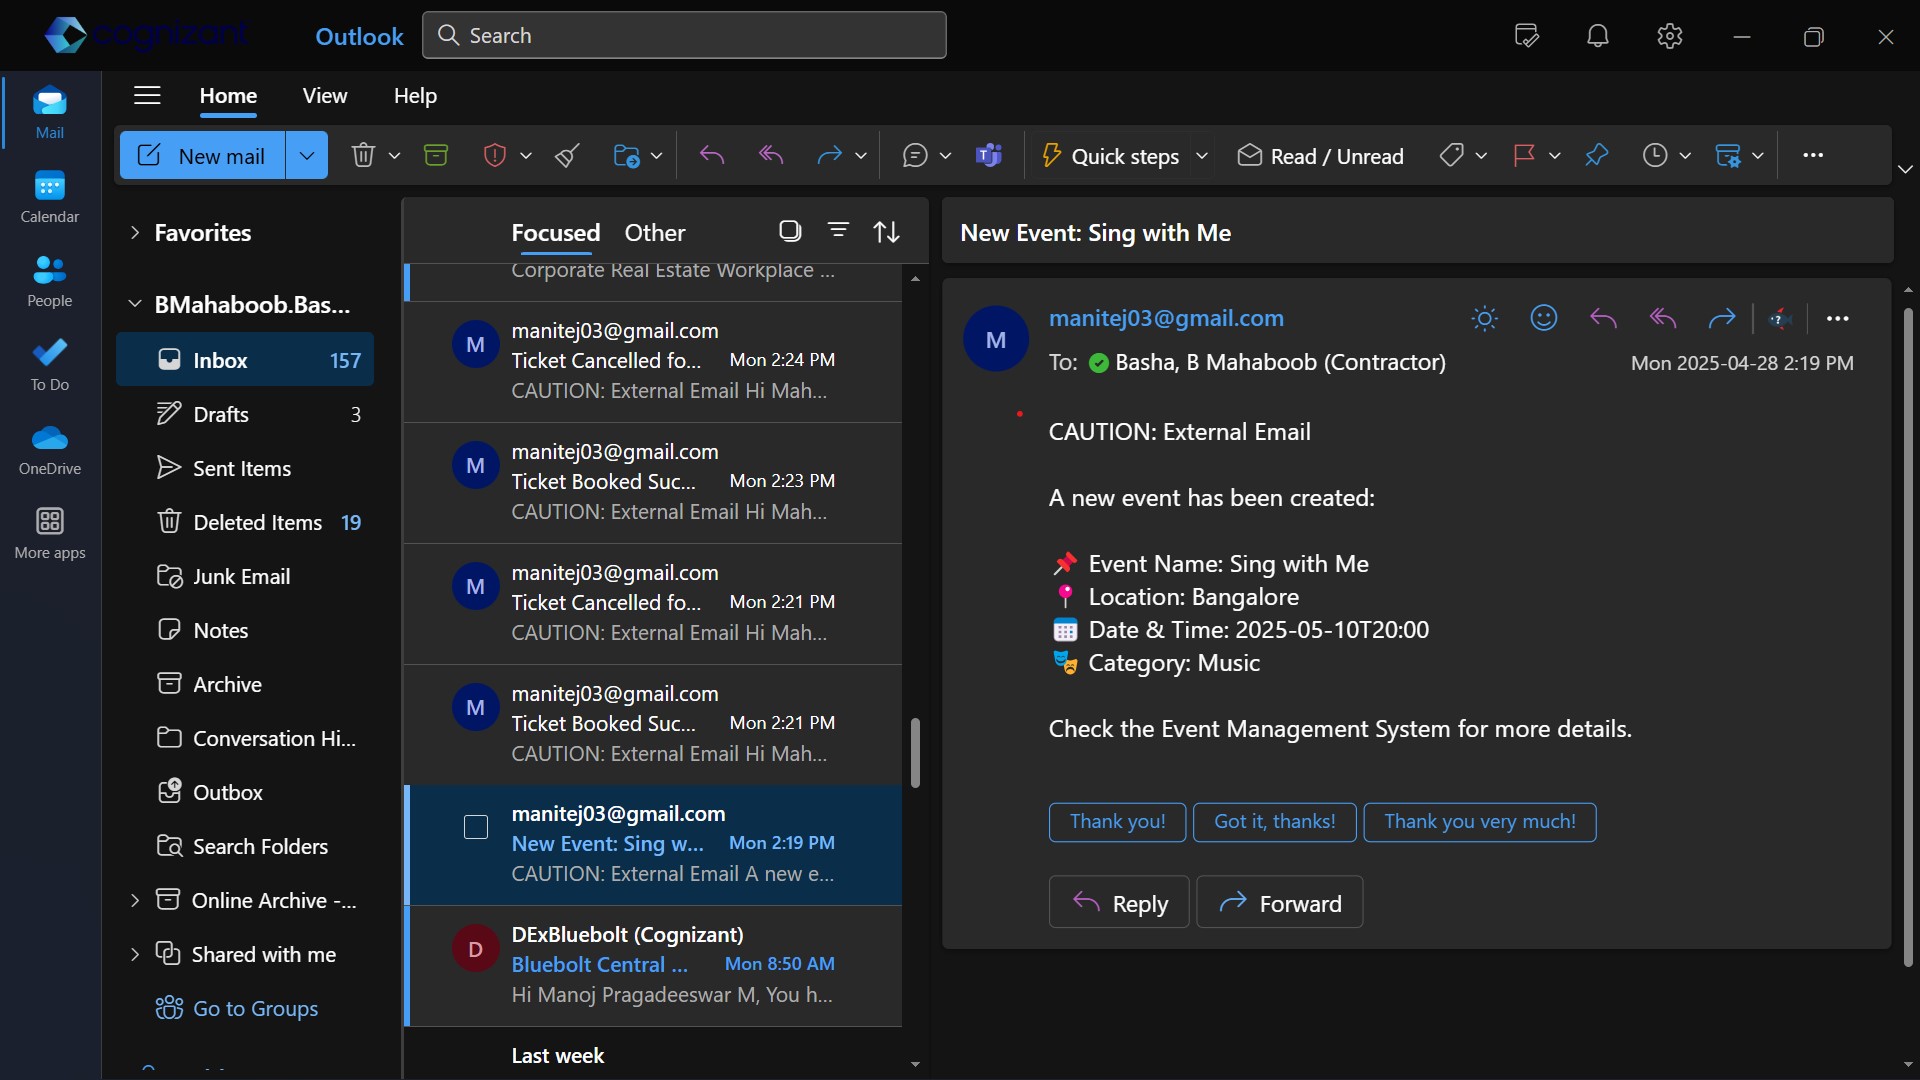 cognizant
Outlook
Search
Mail
Calendar
People
To Do
OneDrive
More apps
Home
View
Help
New mail
Quick steps
Read / Unread
Favorites
BMahaboob.Bas...
Inbox 157
Drafts 3
Sent Items
Deleted Items 19
Junk Email
Notes
Archive
Conversation Hi...
Outbox
Search Folders
Online Archive -...
Shared with me
Go to Groups
Focused
Other
Corporate Real Estate Workplace ...
M
manitej03@gmail.com
Ticket Cancelled fo... Mon 2:24 PM
CAUTION: External Email Hi Mah...
M
manitej03@gmail.com
Ticket Booked Suc... Mon 2:23 PM
CAUTION: External Email Hi Mah...
M
manitej03@gmail.com
Ticket Cancelled fo... Mon 2:21 PM
CAUTION: External Email Hi Mah...
M
manitej03@gmail.com
Ticket Booked Suc... Mon 2:21 PM
CAUTION: External Email Hi Mah...
manitej03@gmail.com
New Event: Sing w... Mon 2:19 PM
CAUTION: External Email A new e...
D
DExBluebolt (Cognizant)
Bluebolt Central ... Mon 8:50 AM
Hi Manoj Pragadeeswar M, You h...
Last week
New Event: Sing with Me
M
manitej03@gmail.com
To: Basha, B Mahaboob (Contractor)
Mon 2025-04-28 2:19 PM
CAUTION: External Email
A new event has been created:
📌 Event Name: Sing with Me
📍 Location: Bangalore
📅 Date & Time: 2025-05-10T20:00
🎭 Category: Music
Check the Event Management System for more details.
Thank you!
Got it, thanks!
Thank you very much!
Reply
Forward